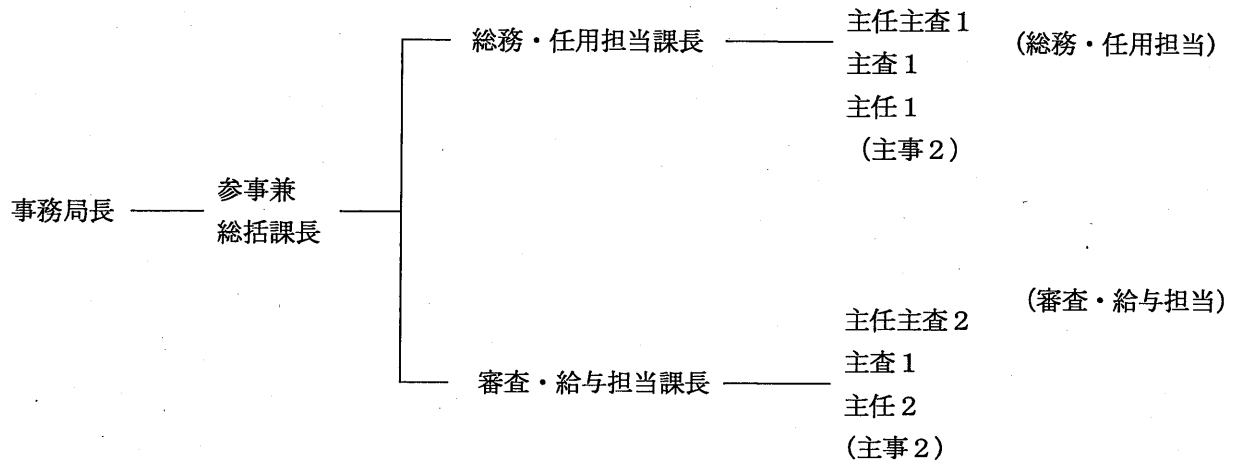 事務局長
参事兼
総括課長
総務・任用担当課長
主任主査１
主査１
主任１
（主事２）
（総務・任用担当）
審査・給与担当課長
主任主査２
主査１
主任２
（主事２）
（審査・給与担当）